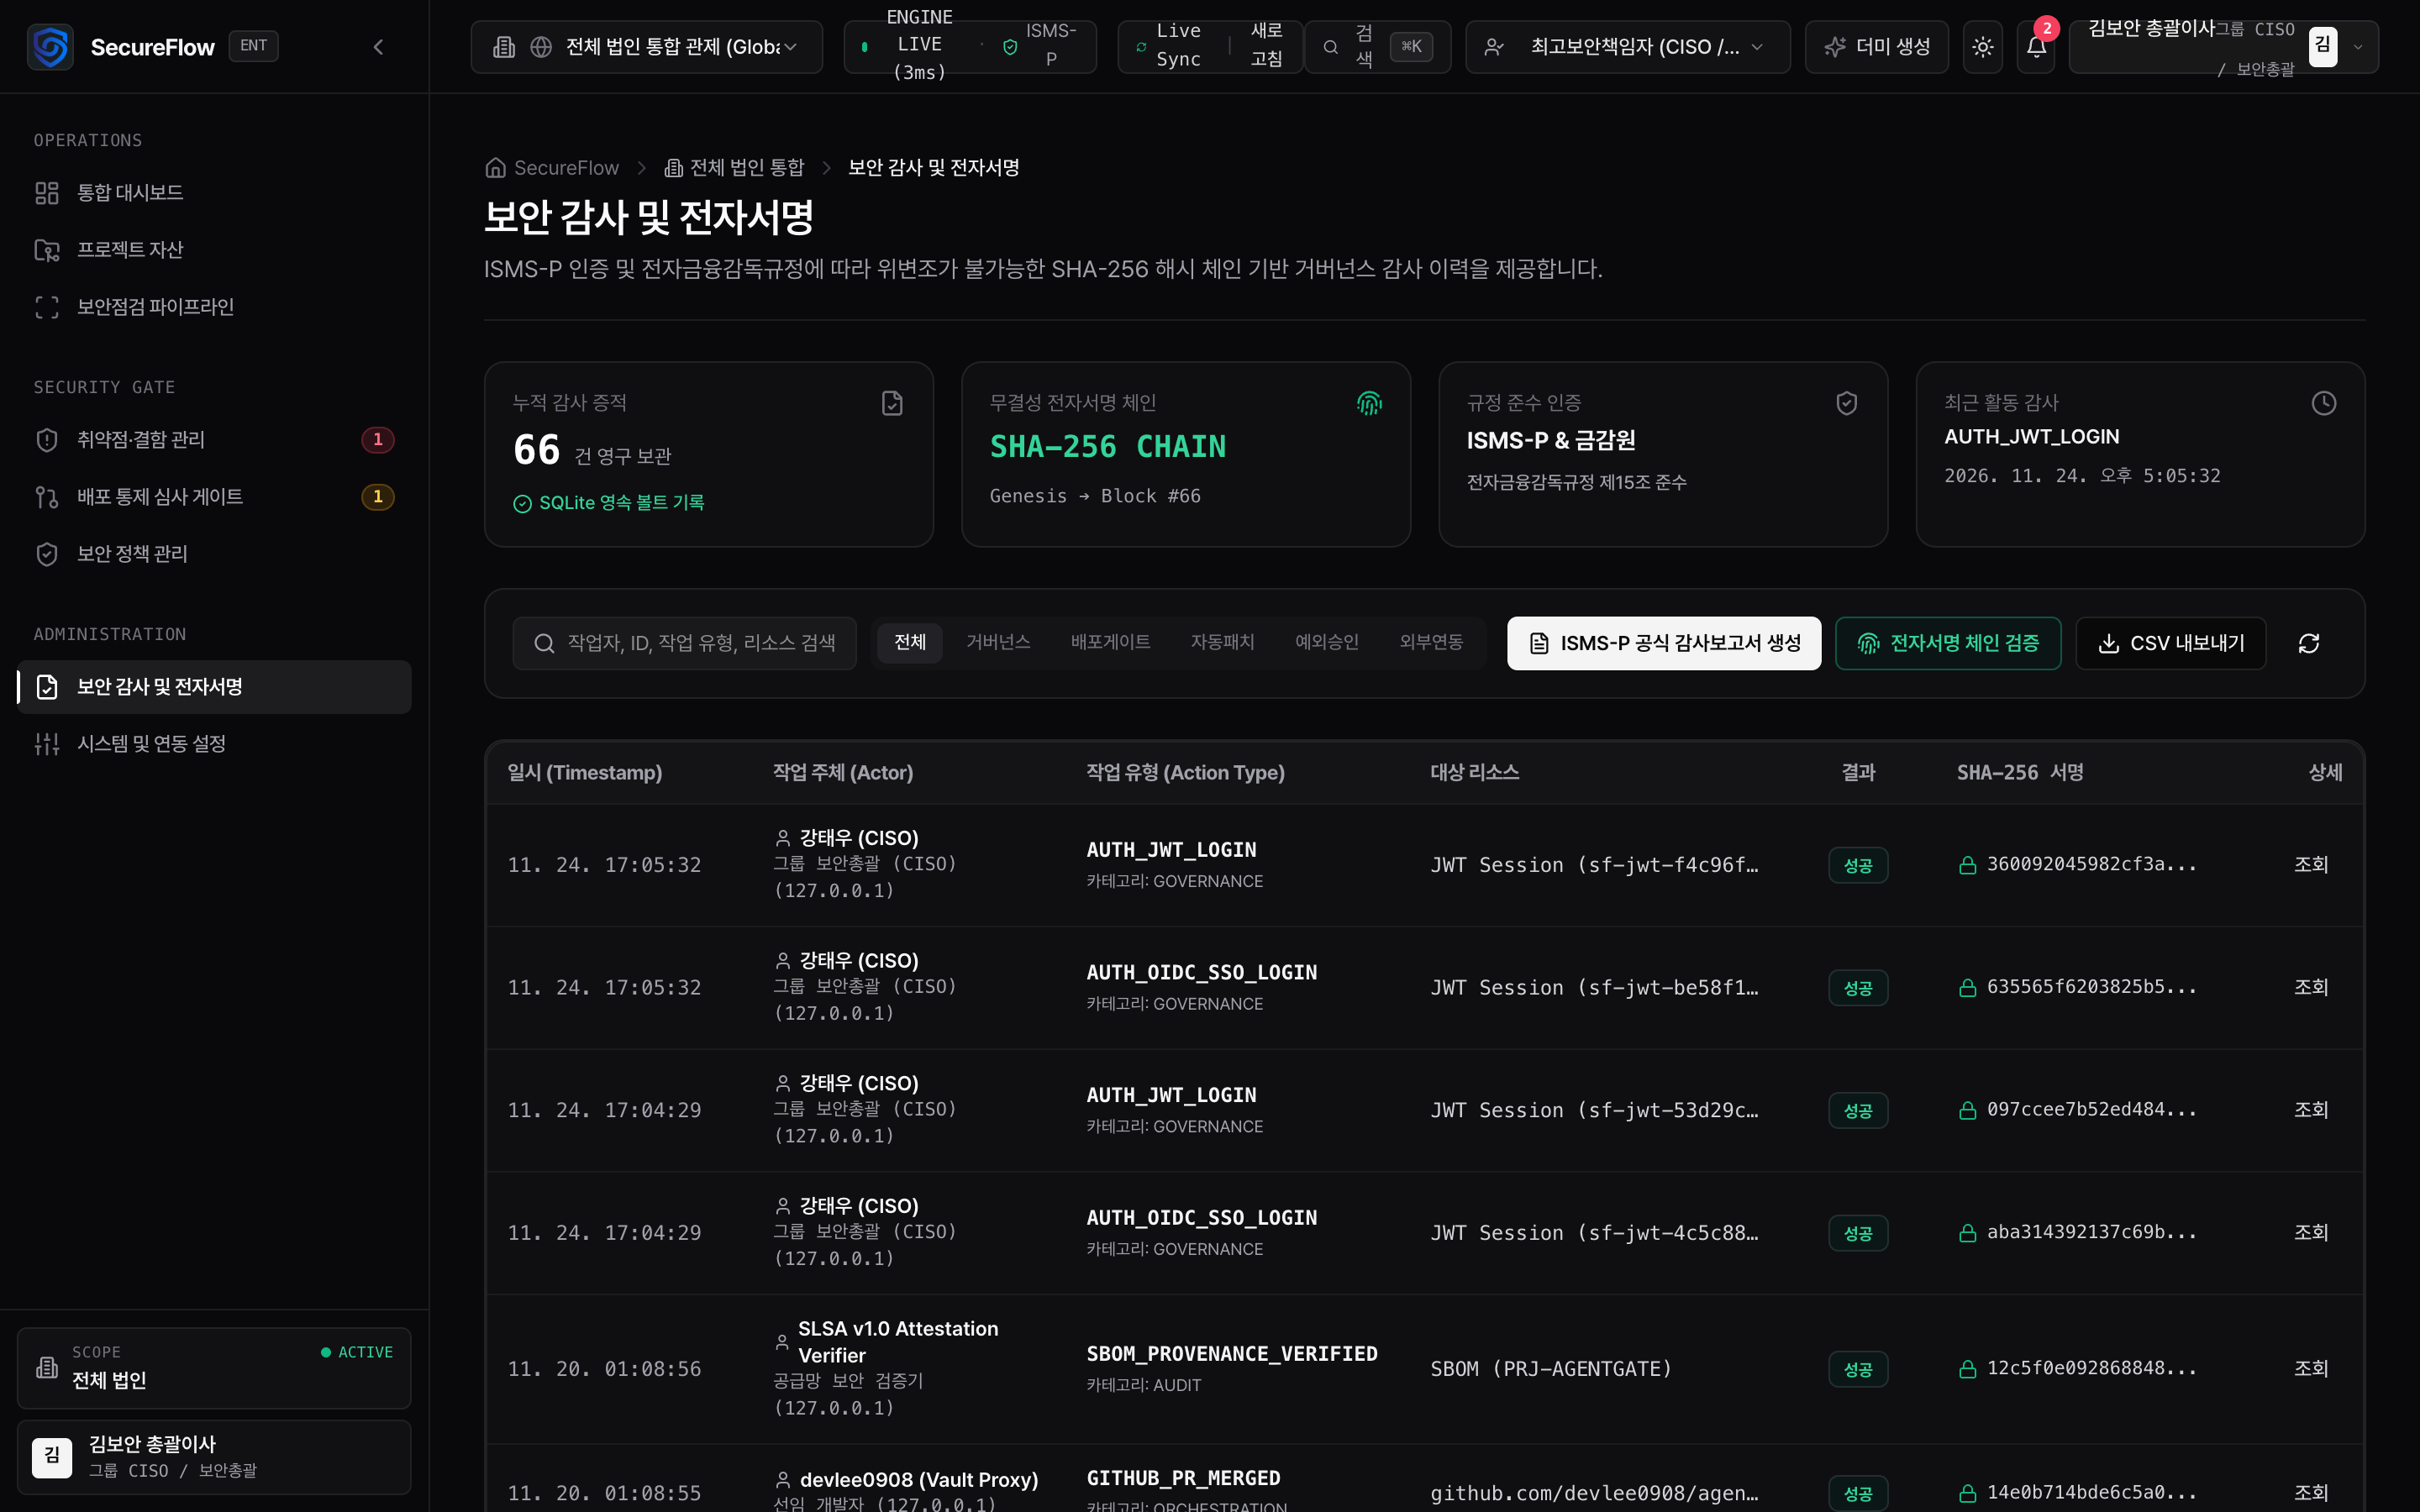 SecureFlow ENT
OPERATIONS
통합 대시보드
프로젝트 자산
보안점검 파이프라인
SECURITY GATE
취약점·결함 관리 1
배포 통제 심사 게이트 1
보안 정책 관리
ADMINISTRATION
보안 감사 및 전자서명
시스템 및 연동 설정
SCOPE ACTIVE
전체 법인
김 김보안 총괄이사
그룹 CISO / 보안총괄
전체 법인 통합 관제 (Globa
ENGINE
LIVE
(3ms)
·
ISMS-
P
Live
Sync
새로
고침
검
색
⌘K
최고보안책임자 (CISO /...
더미 생성
2
김보안 총괄이사
그룹 CISO
/ 보안총괄
김
SecureFlow 전체 법인 통합 보안 감사 및 전자서명
보안 감사 및 전자서명
ISMS-P 인증 및 전자금융감독규정에 따라 위변조가 불가능한 SHA-256 해시 체인 기반 거버넌스 감사 이력을 제공합니다.
누적 감사 증적
66 건 영구 보관
SQLite 영속 볼트 기록
무결성 전자서명 체인
SHA-256 CHAIN
Genesis → Block #66
규정 준수 인증
ISMS-P & 금감원
전자금융감독규정 제15조 준수
최근 활동 감사
AUTH_JWT_LOGIN
2026. 11. 24. 오후 5:05:32
작업자, ID, 작업 유형, 리소스 검색 전체 거버넌스 배포게이트 자동패치 예외승인 외부연동 ISMS-P 공식 감사보고서 생성 전자서명 체인 검증 CSV 내보내기
일시 (Timestamp) 작업 주체 (Actor) 작업 유형 (Action Type) 대상 리소스 결과 SHA-256 서명 상세
11. 24. 17:05:32
강태우 (CISO)
그룹 보안총괄 (CISO)
(127.0.0.1)
AUTH_JWT_LOGIN
카테고리: GOVERNANCE
JWT Session (sf-jwt-f4c96f… 성공 360092045982cf3a... 조회
11. 24. 17:05:32
강태우 (CISO)
그룹 보안총괄 (CISO)
(127.0.0.1)
AUTH_OIDC_SSO_LOGIN
카테고리: GOVERNANCE
JWT Session (sf-jwt-be58f1… 성공 635565f6203825b5... 조회
11. 24. 17:04:29
강태우 (CISO)
그룹 보안총괄 (CISO)
(127.0.0.1)
AUTH_JWT_LOGIN
카테고리: GOVERNANCE
JWT Session (sf-jwt-53d29c… 성공 097ccee7b52ed484... 조회
11. 24. 17:04:29
강태우 (CISO)
그룹 보안총괄 (CISO)
(127.0.0.1)
AUTH_OIDC_SSO_LOGIN
카테고리: GOVERNANCE
JWT Session (sf-jwt-4c5c88… 성공 aba314392137c69b... 조회
11. 20. 01:08:56
SLSA v1.0 Attestation
Verifier
공급망 보안 검증기
(127.0.0.1)
SBOM_PROVENANCE_VERIFIED
카테고리: AUDIT
SBOM (PRJ-AGENTGATE) 성공 12c5f0e092868848... 조회
11. 20. 01:08:55
devlee0908 (Vault Proxy)
선임 개발자 (127.0.0.1)
GITHUB_PR_MERGED
카테고리: ORCHESTRATION
github.com/devlee0908/agen… 성공 14e0b714bde6c5a0... 조회